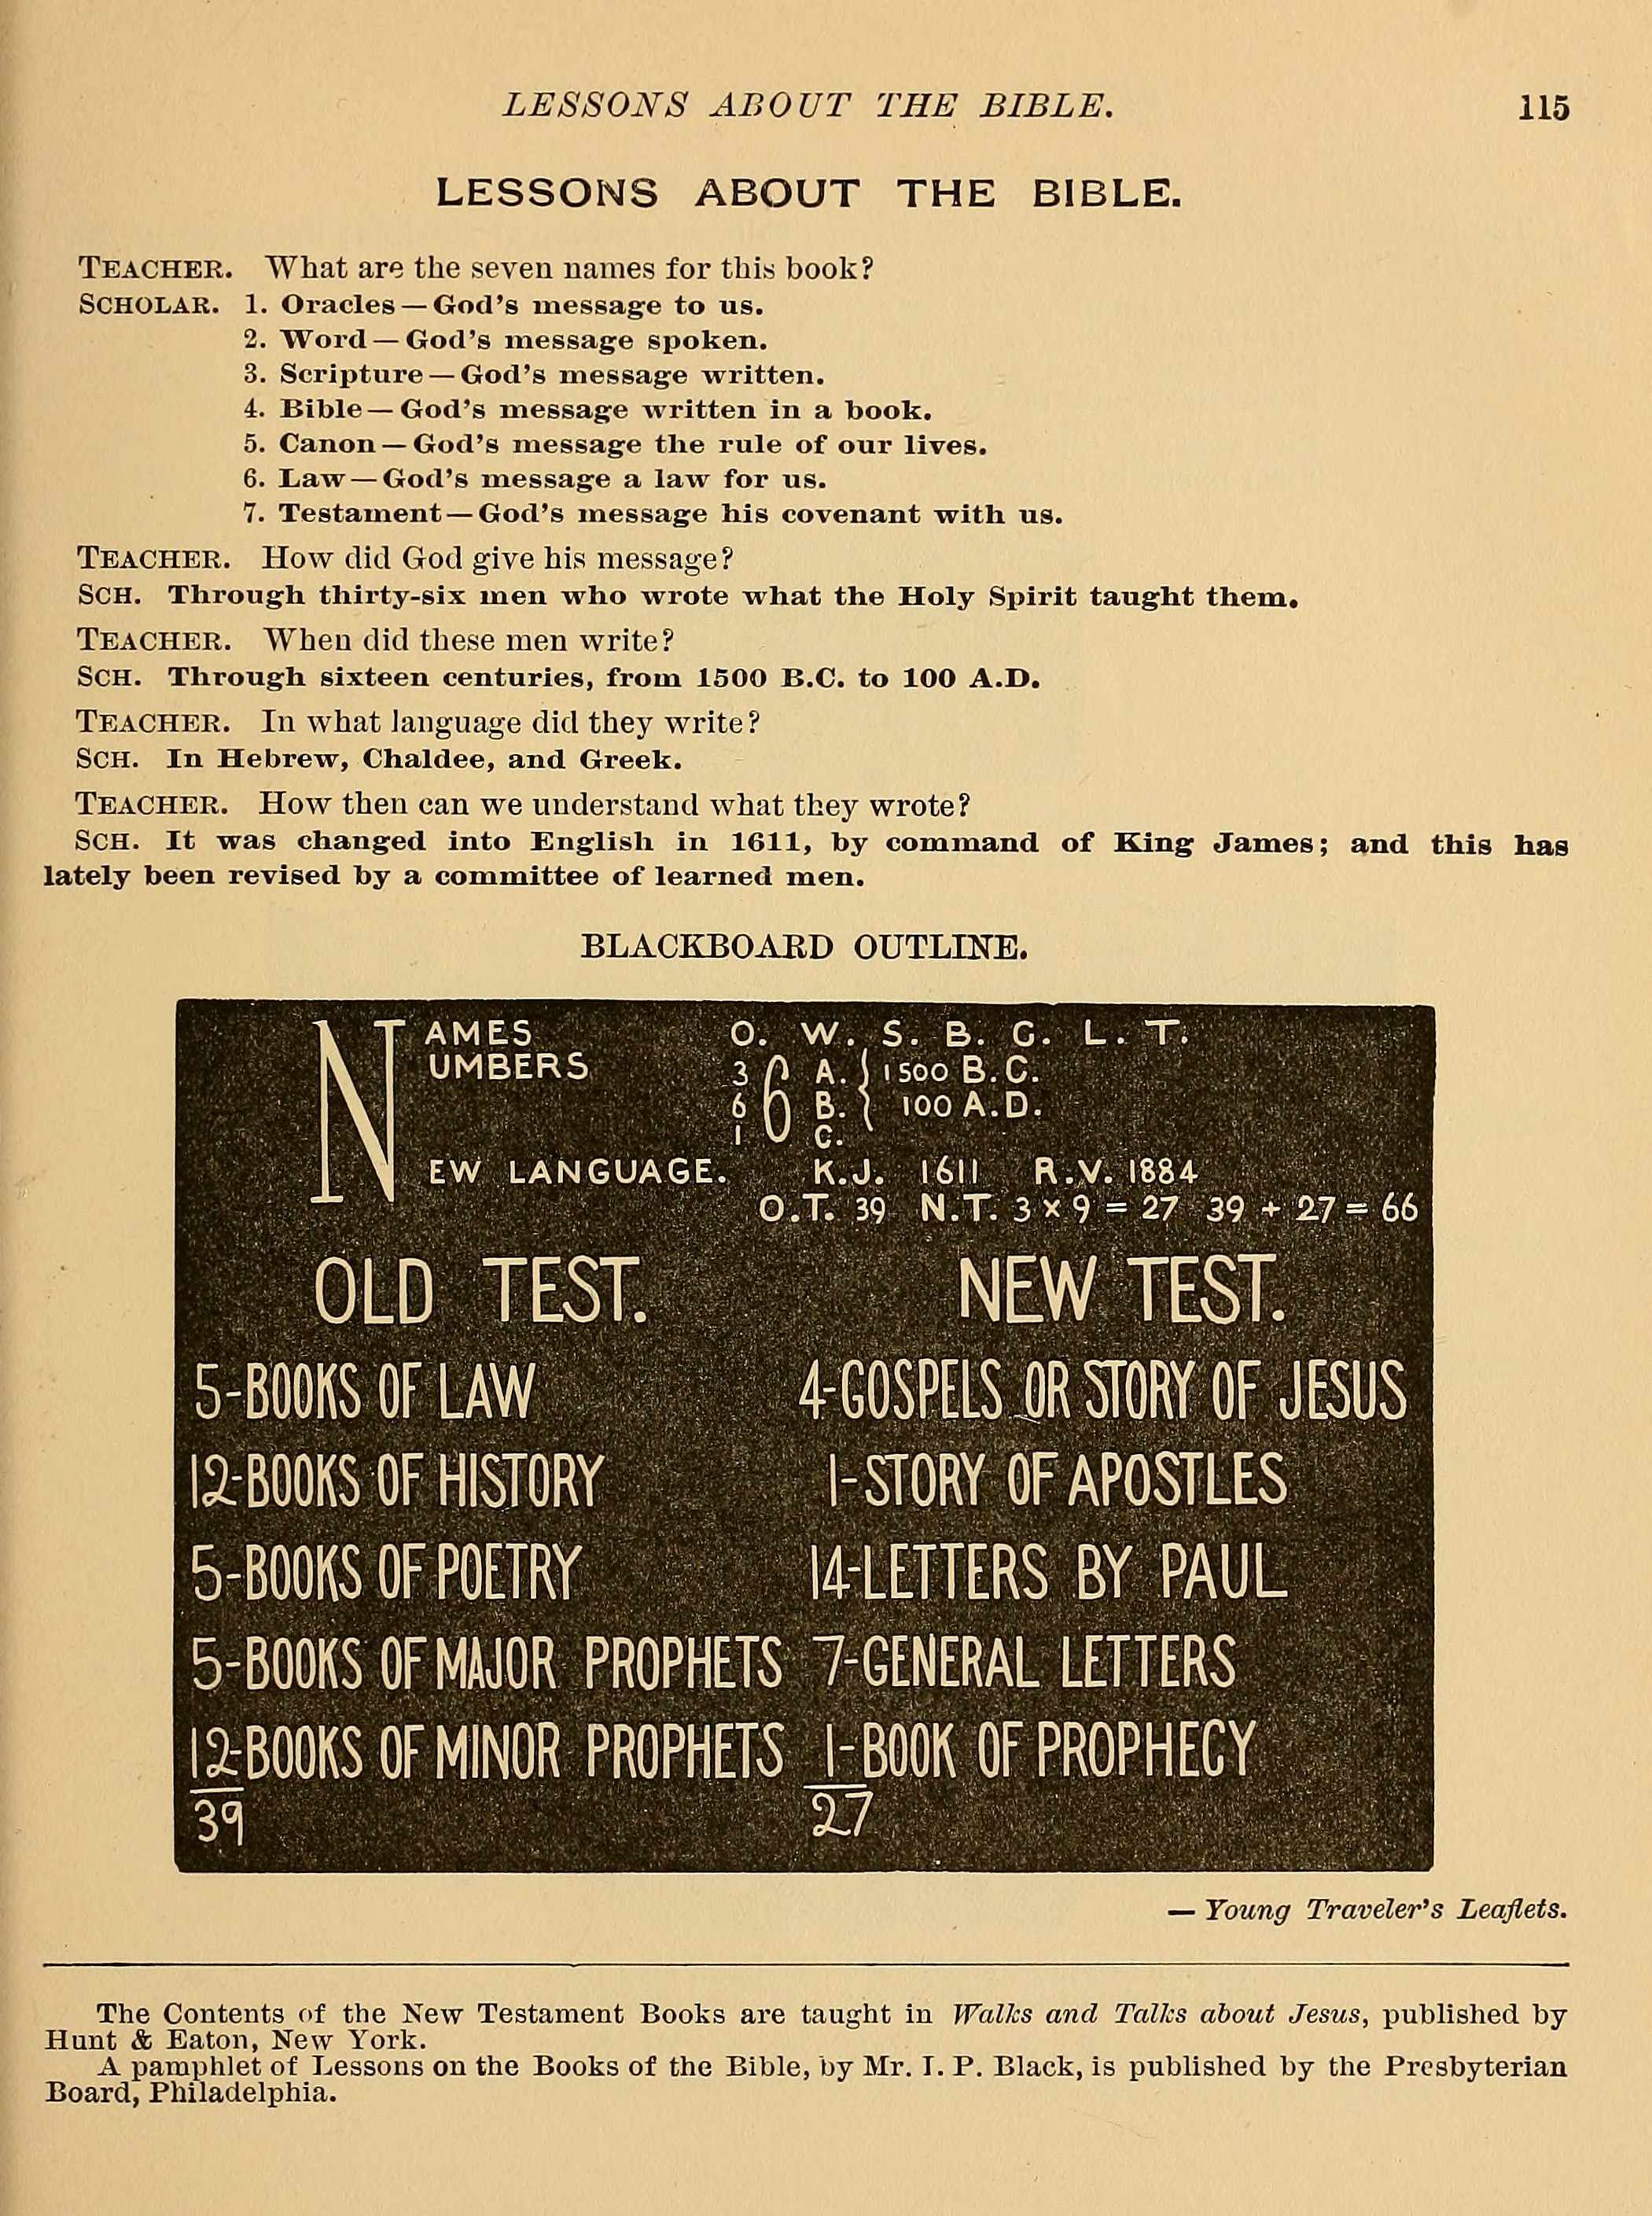 LESSONS ABOUT THE BIBLE. 115
LESSONS ABOUT THE BIBLE.
TEACHER. What are the seven names for this book?
SCHOLAR. 1. Oracles — God's message to us.
2. Word — God's message spoken.
3. Scripture — God's message written.
4. Bible — God's message written in a book.
5. Canon — God's message the rule of our lives.
6. Law — God's message a law for us.
7. Testament — God's message his covenant with us.
TEACHER. How did God give his message?
SCH. Through thirty-six men who wrote what the Holy Spirit taught them.
TEACHER. When did these men write?
SCH. Through sixteen centuries, from 1500 B.C. to 100 A.D.
TEACHER. In what language did they write?
SCH. In Hebrew, Chaldee, and Greek.
TEACHER. How then can we understand what they wrote?
SCH. It was changed into English in 1611, by command of King James; and this has
lately been revised by a committee of learned men.
BLACKBOARD OUTLINE.
NAMES O. W. S. B. C. L. T.
UMBERS 3 6 A. } 1500 B.C.
6 B. 100 A.D.
1 C.
EW LANGUAGE. K.J. 1611 R.V. 1884
O.T. 39 N.T. 3 × 9 = 27 39 + 27 = 66
OLD TEST. NEW TEST.
5-BOOKS OF LAW 4-GOSPELS OR STORY OF JESUS
12-BOOKS OF HISTORY 1-STORY OF APOSTLES
5-BOOKS OF POETRY 14-LETTERS BY PAUL
5-BOOKS OF MAJOR PROPHETS 7-GENERAL LETTERS
12-BOOKS OF MINOR PROPHETS 1-BOOK OF PROPHECY
39 27
— Young Traveler's Leaflets.
The Contents of the New Testament Books are taught in Walks and Talks about Jesus, published by
Hunt & Eaton, New York.
A pamphlet of Lessons on the Books of the Bible, by Mr. I. P. Black, is published by the Presbyterian
Board, Philadelphia.